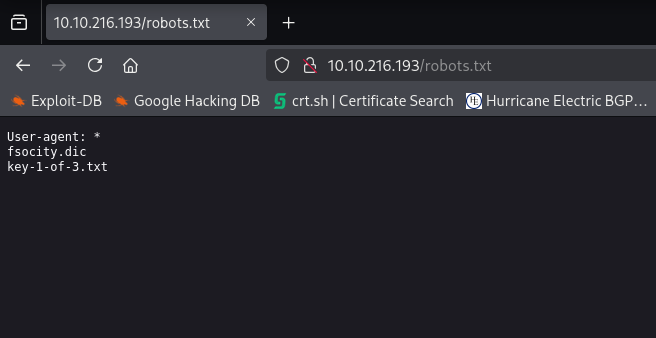 10.10.216.193/robots.txt
10.10.216.193/robots.txt
Exploit-DB Google Hacking DB crt.sh | Certificate Search Hurricane Electric BGP...
User-agent: *
fsocity.dic
key-1-of-3.txt